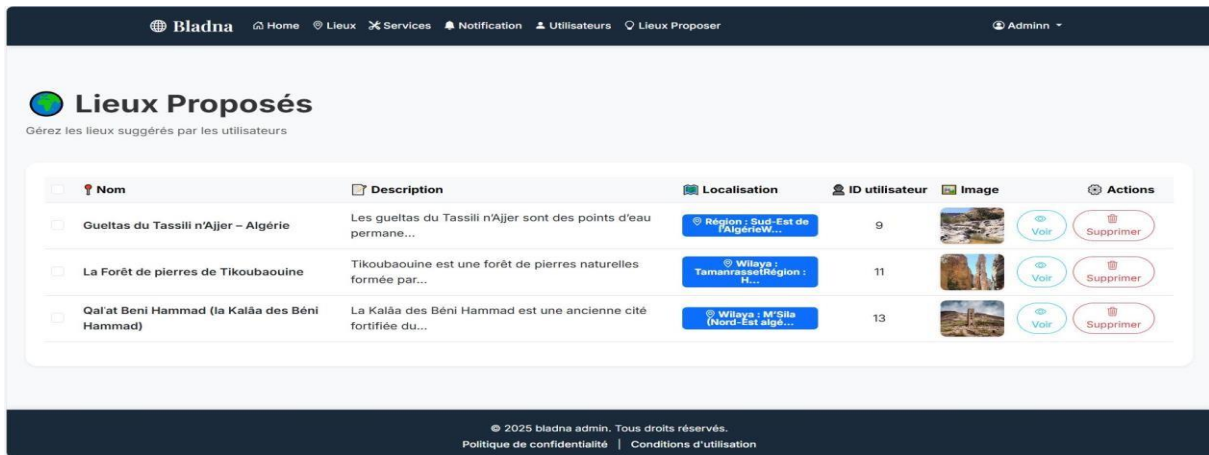 Bladna Home Lieux Services Notification Utilisateurs Lieux Proposer Adminn
Lieux Proposés
Gérez les lieux suggérés par les utilisateurs
Nom Description Localisation ID utilisateur Image Actions
Gueltas du Tassili n'Ajjer – Algérie
Les gueltas du Tassili n'Ajjer sont des points d'eau
permane...
Région : Sud-Est de
l'AlgérieW...
9
Voir
Supprimer
La Forêt de pierres de Tikoubaouine
Tikoubaouine est une forêt de pierres naturelles
formée par...
Wilaya :
TamanrassetRégion :
H...
11
Voir
Supprimer
Qal'at Beni Hammad (la Kalâa des Béni
Hammad)
La Kalâa des Béni Hammad est une ancienne cité
fortifiée du...
Wilaya : M'Sila
(Nord-Est algé...
13
Voir
Supprimer
© 2025 bladna admin. Tous droits réservés.
Politique de confidentialité | Conditions d'utilisation